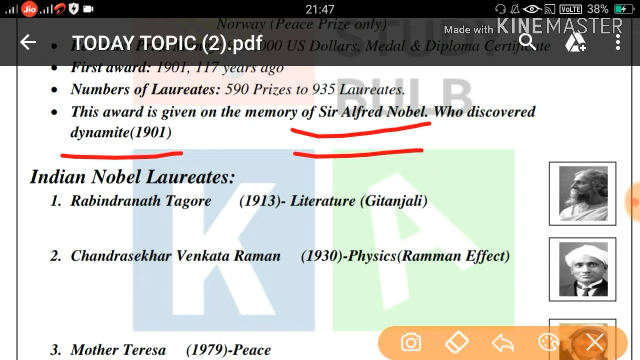 Jio 21:47 VoLTE 38%
Made with KINEMASTER
TODAY TOPIC (2).pdf
Norway (Peace Prize only)
000 US Dollars, Medal & Diploma Certificate
• First award: 1901, 117 years ago
• Numbers of Laureates: 590 Prizes to 935 Laureates.
• This award is given on the memory of Sir Alfred Nobel. Who discovered
dynamite(1901)
BULB
K A
Indian Nobel Laureates:
1. Rabindranath Tagore (1913)- Literature (Gitanjali)
2. Chandrasekhar Venkata Raman (1930)-Physics(Ramman Effect)
3. Mother Teresa (1979)-Peace